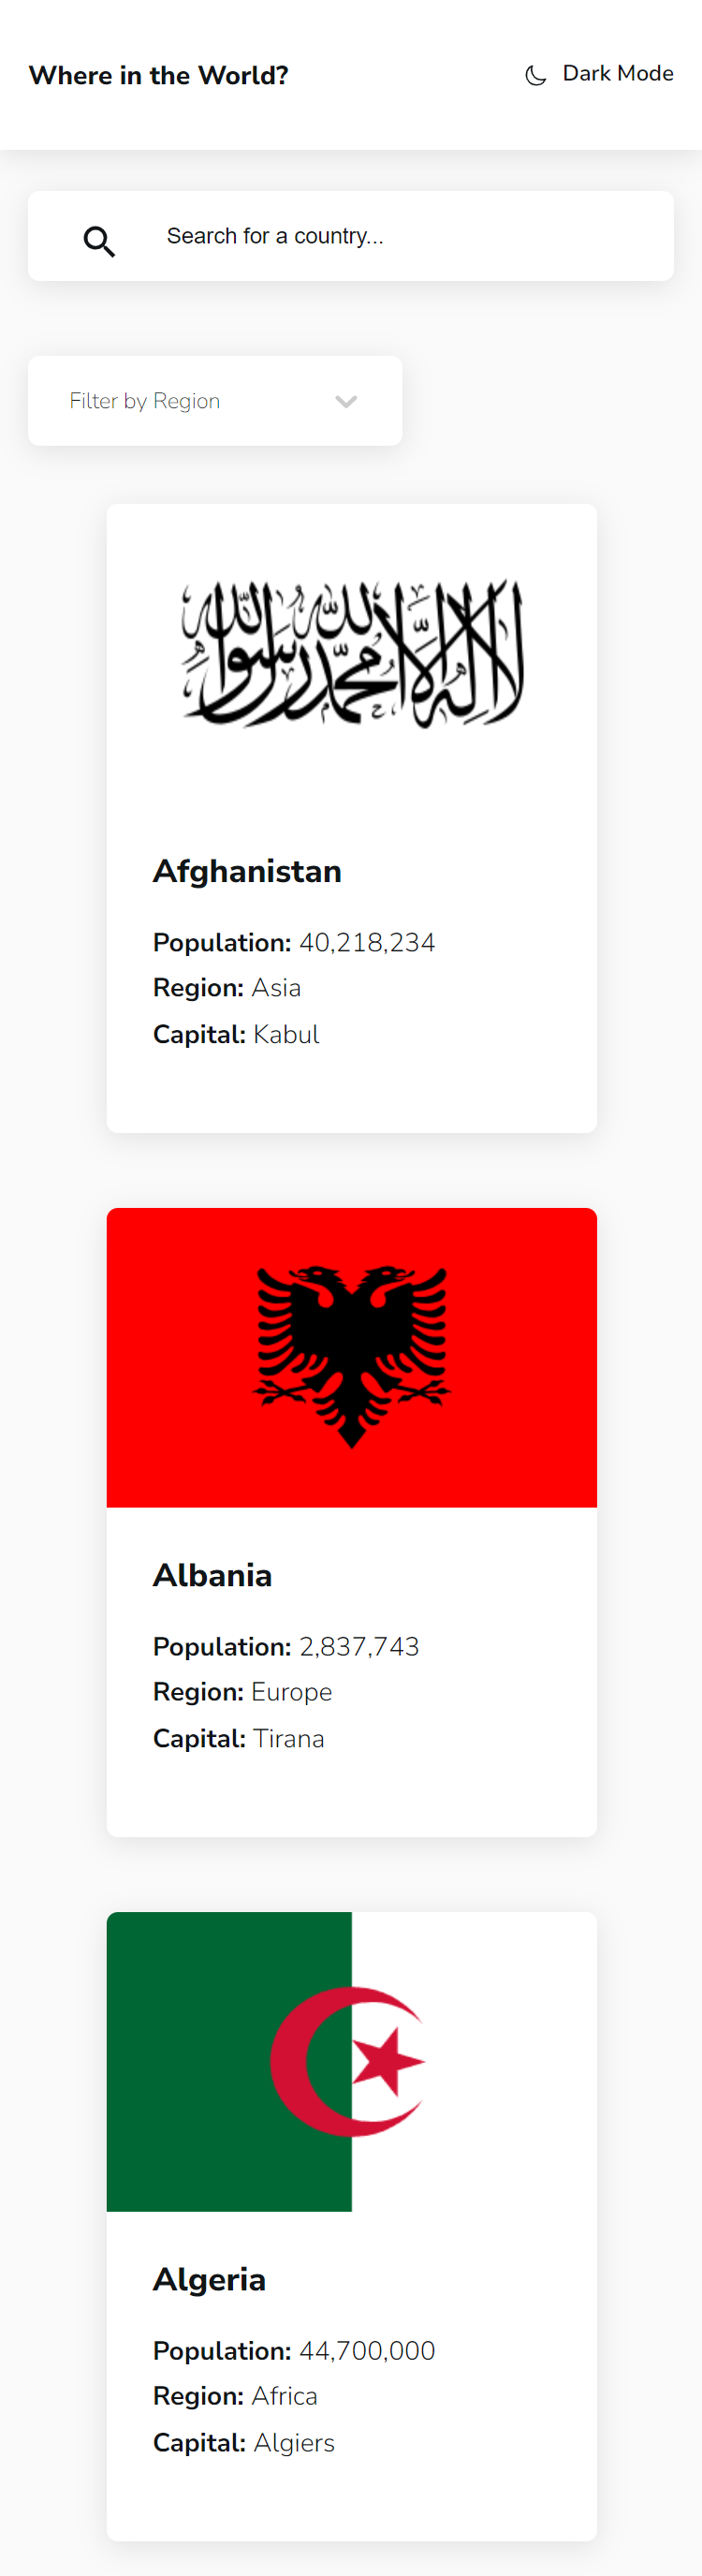 Where in the World?
Dark Mode
Search for a country...
Filter by Region
لا إله إلا الله محمد رسول الله
Afghanistan
Population: 40,218,234
Region: Asia
Capital: Kabul
Albania
Population: 2,837,743
Region: Europe
Capital: Tirana
Algeria
Population: 44,700,000
Region: Africa
Capital: Algiers